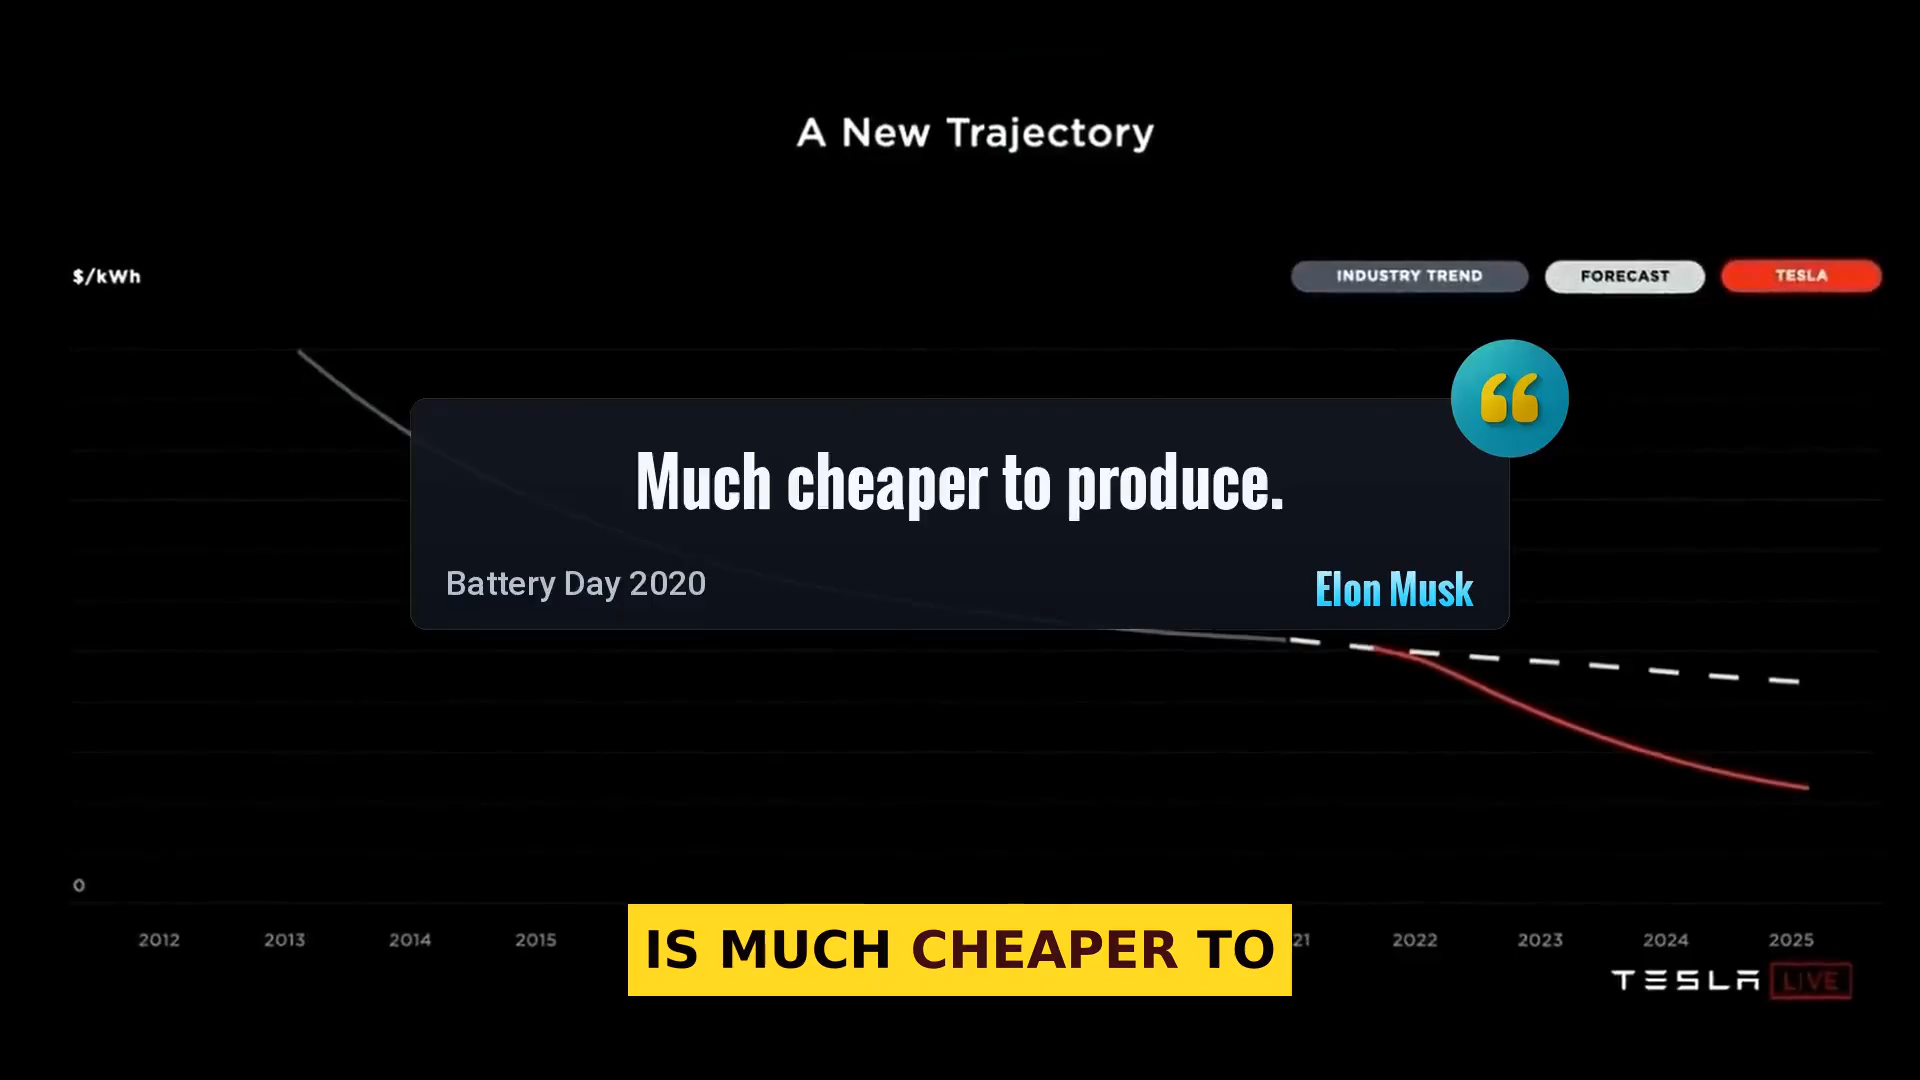 A New Trajectory
$/kWh
INDUSTRY TREND
FORECAST
TESLA
“
Much cheaper to produce.
Battery Day 2020
Elon Musk
0
2012 2013 2014 2015 21 2022 2023 2024 2025
IS MUCH CHEAPER TO
TESLA LIVE